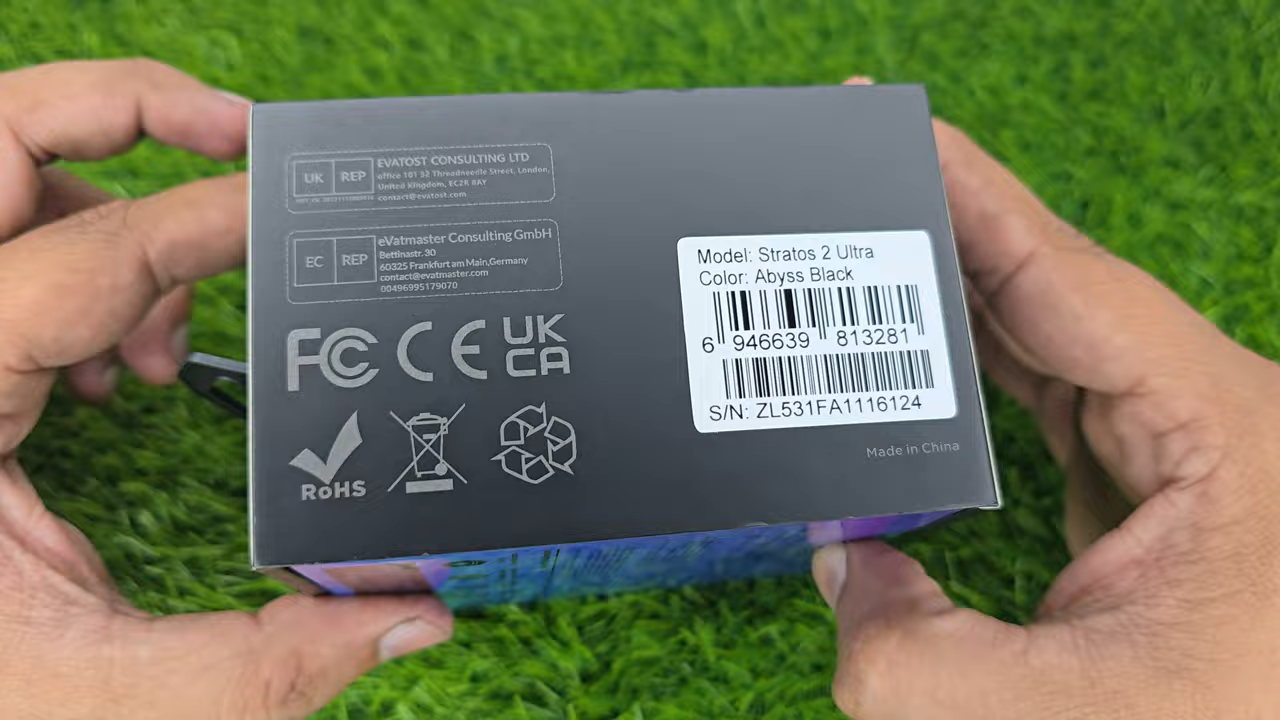 UK REP
EVATOST CONSULTING LTD
office 101 32 Threadneedle Street, London,
United Kingdom, EC2R 8AY
contact@evatost.com
EC REP
eVatmaster Consulting GmbH
Bettinastr. 30
60325 Frankfurt am Main,Germany
contact@evatmaster.com
00496995179070
FC CE UK
CA
RoHS
Model: Stratos 2 Ultra
Color: Abyss Black
6 946639 813281
S/N: ZL531FA1116124
Made in China